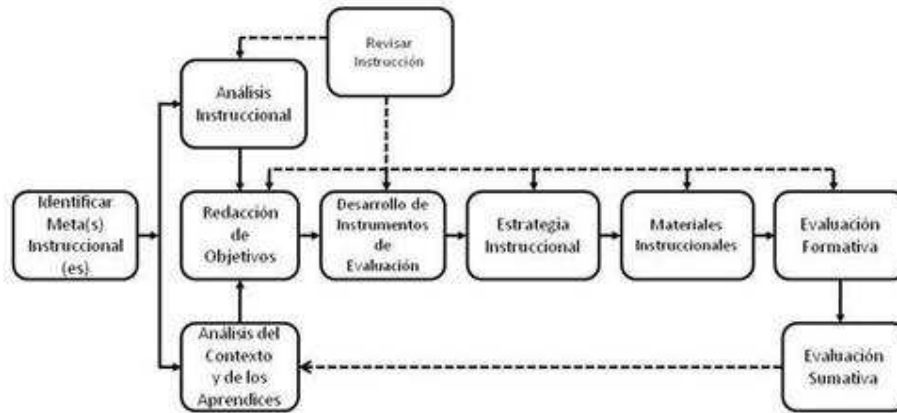 Revisar
Instrucción
Análisis
Instruccional
Identificar
Meta(s)
Instruccional
(es)
Redacción
de
Objetivos
Desarrollo de
Instrumentos
de
Evaluación
Estrategia
Instruccional
Materiales
Instruccionales
Evaluación
Formativa
Análisis del
Contexto
y de los
Aprendices
Evaluación
Sumativa